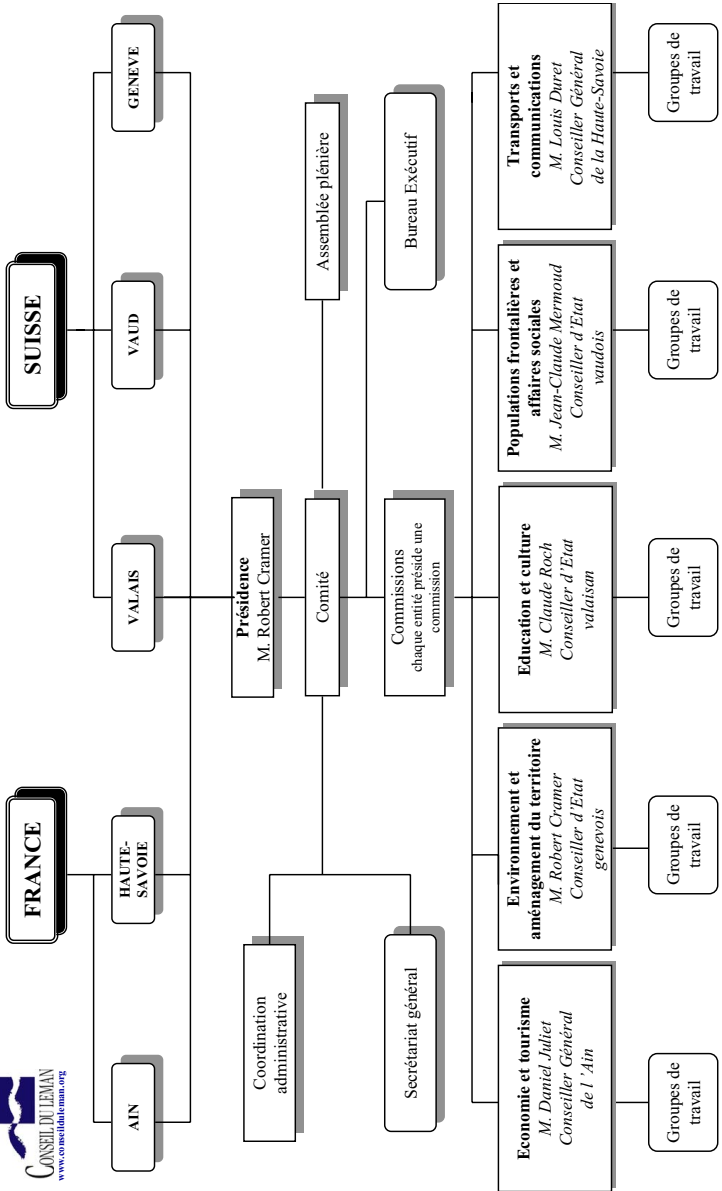 CONSEIL DU LEMAN
www.conseilduleman.org
FRANCE
SUISSE
AIN
HAUTE-
SAVOIE
VALAIS
VAUD
GENEVE
Présidence
M. Robert Cramer
Coordination
administrative
Comité
Assemblée plénière
Secrétariat général
Commissions
chaque entité préside une
commission
Bureau Exécutif
Economie et tourisme
M. Daniel Juliet
Conseiller Général
de l ’Ain
Environnement et
aménagement du territoire
M. Robert Cramer
Conseiller d’Etat
genevois
Education et culture
M. Claude Roch
Conseiller d’Etat
valaisan
Populations frontalières et
affaires sociales
M. Jean-Claude Mermoud
Conseiller d’Etat
vaudois
Transports et
communications
M. Louis Duret
Conseiller Général
de la Haute-Savoie
Groupes de
travail
Groupes de
travail
Groupes de
travail
Groupes de
travail
Groupes de
travail